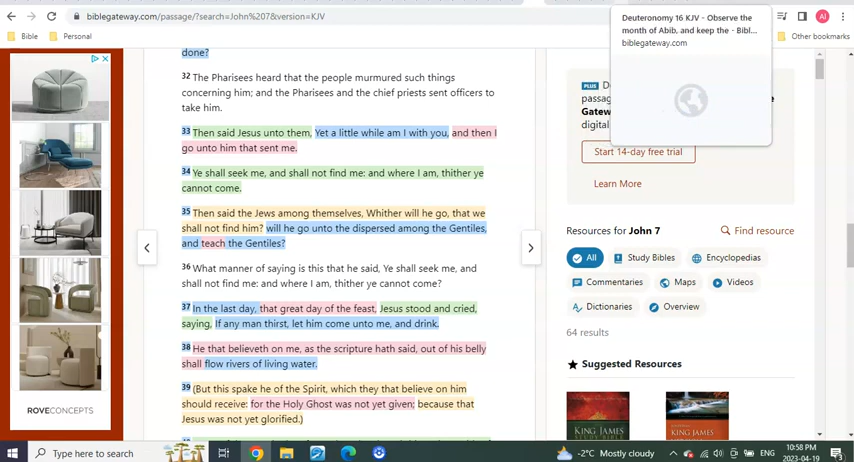 biblegateway.com/passage/?search=John%207&version=KJV
Deuteronomy 16 KJV - Observe the
month of Abib, and keep the - Bibl...
biblegateway.com
AI
Bible
Personal
Other bookmarks
done?
32 The Pharisees heard that the people murmured such things
concerning him; and the Pharisees and the chief priests sent officers to
take him.
33 Then said Jesus unto them, Yet a little while am I with you, and then I
go unto him that sent me.
34 Ye shall seek me, and shall not find me: and where I am, thither ye
cannot come.
35 Then said the Jews among themselves, Whither will he go, that we
shall not find him? will he go unto the dispersed among the Gentiles,
and teach the Gentiles?
36 What manner of saying is this that he said, Ye shall seek me, and
shall not find me: and where I am, thither ye cannot come?
37 In the last day, that great day of the feast, Jesus stood and cried,
saying, If any man thirst, let him come unto me, and drink.
38 He that believeth on me, as the scripture hath said, out of his belly
shall flow rivers of living water.
39 (But this spake he of the Spirit, which they that believe on him
should receive: for the Holy Ghost was not yet given; because that
Jesus was not yet glorified.)
ROVECONCEPTS
PLUS
passag
Gatew
digital
Start 14-day free trial
Learn More
Resources for John 7
Find resource
All
Study Bibles
Encyclopedias
Commentaries
Maps
Videos
Dictionaries
Overview
64 results
Suggested Resources
KING JAMES
STUDY BIBLE
KING JAMES
Type here to search
-2°C Mostly cloudy
ENG
10:58 PM
2023-04-19
3